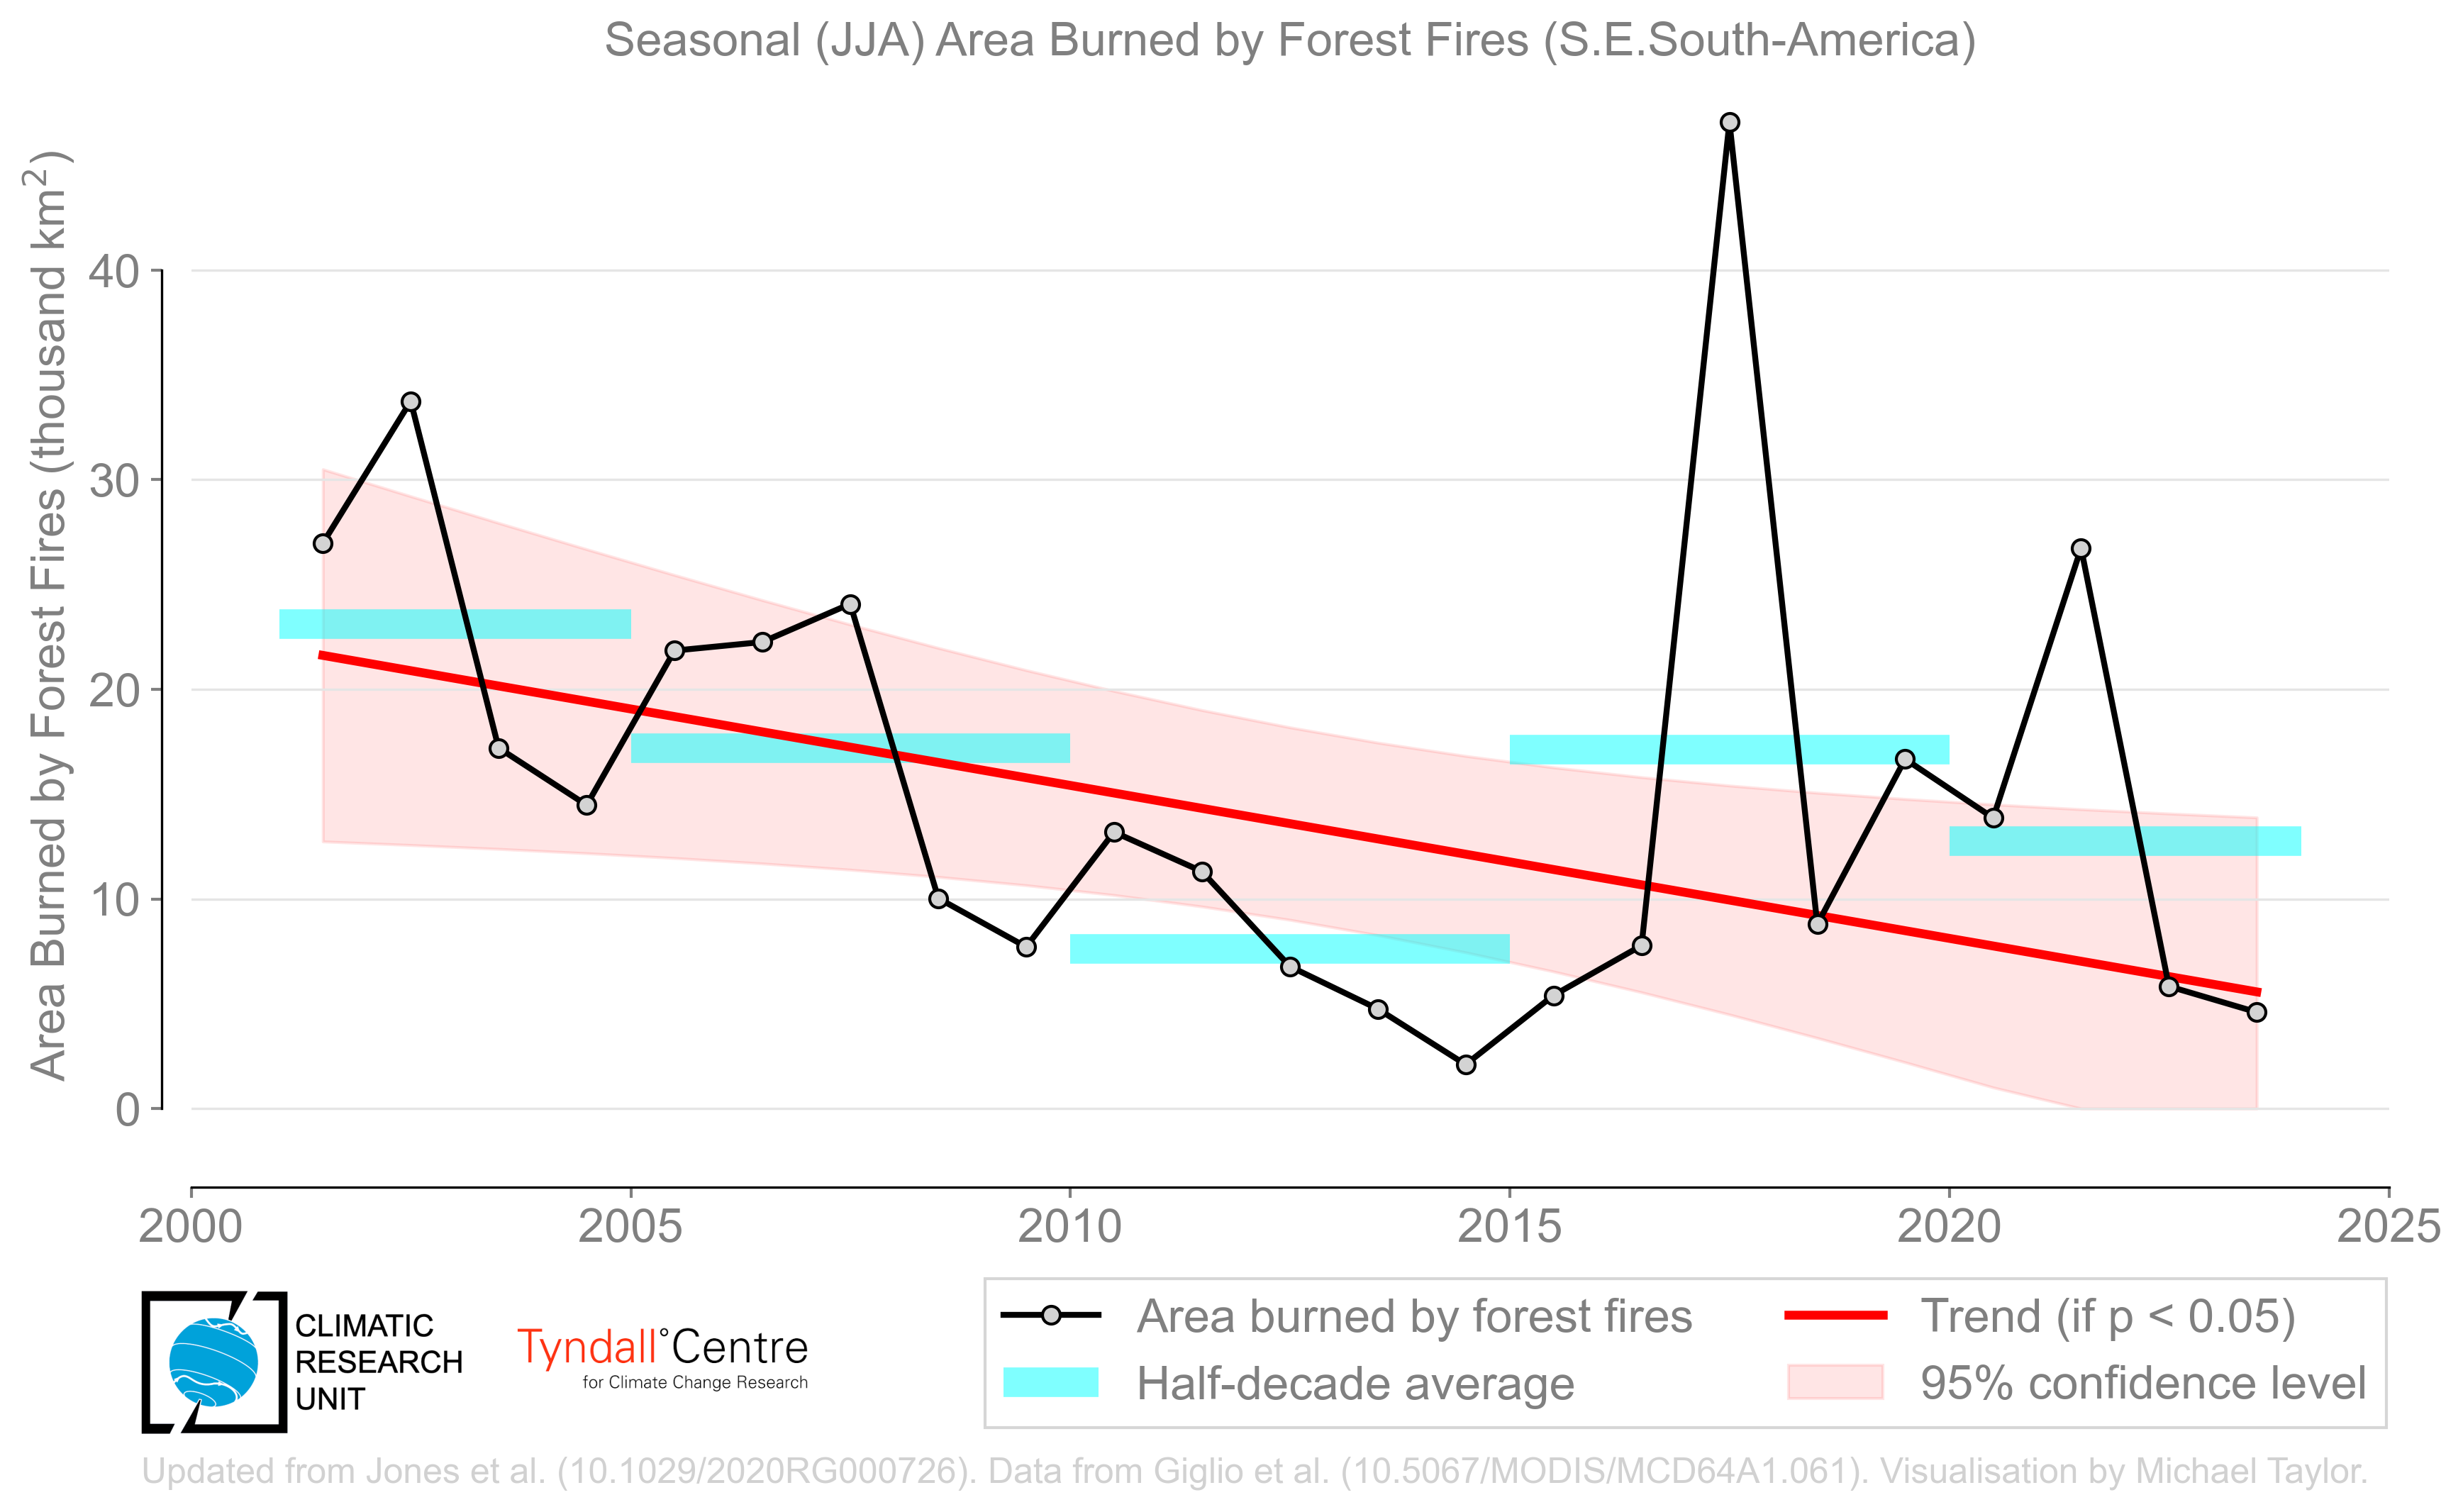 Seasonal (JJA) Area Burned by Forest Fires (S.E.South-America)
Area Burned by Forest Fires (thousand km²)
40
30
20
10
0
2000 2005 2010 2015 2020 2025
CLIMATIC
RESEARCH
UNIT
Tyndall°Centre
for Climate Change Research
Area burned by forest fires
Half-decade average
Trend (if p < 0.05)
95% confidence level
Updated from Jones et al. (10.1029/2020RG000726). Data from Giglio et al. (10.5067/MODIS/MCD64A1.061). Visualisation by Michael Taylor.